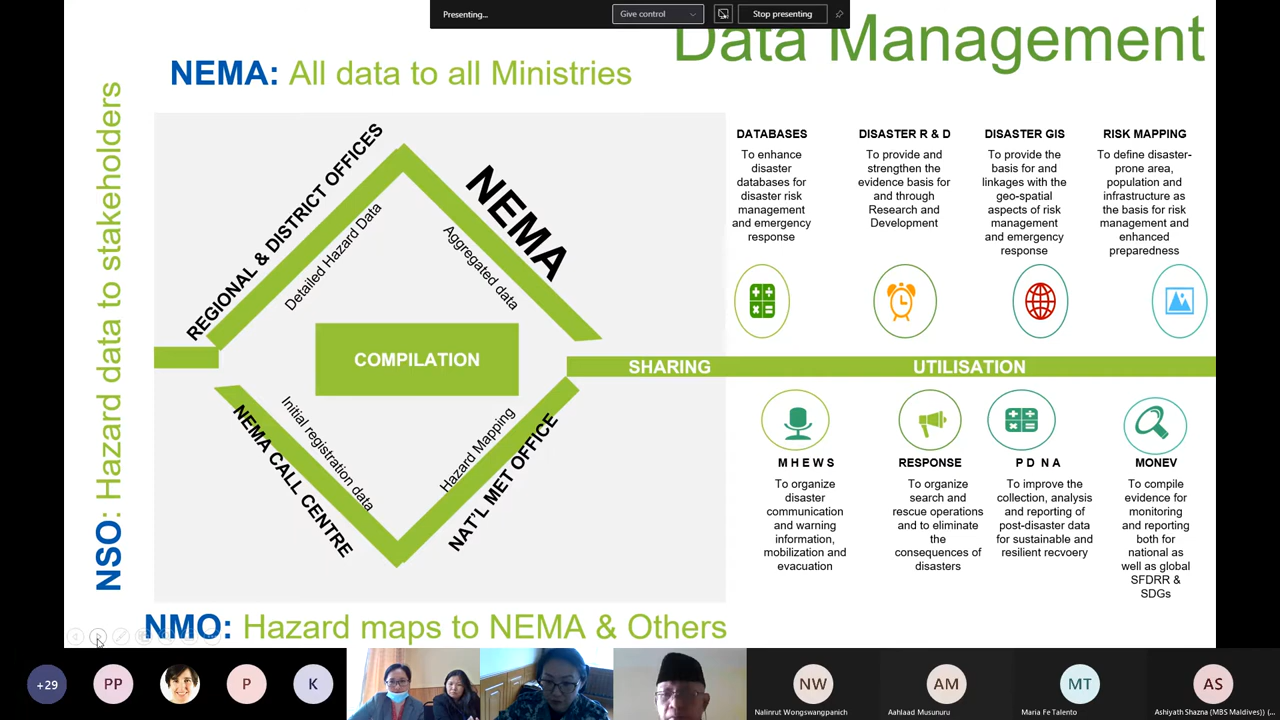 Presenting...
Give control
Stop presenting
Data Management
NEMA: All data to all Ministries
NSO: Hazard data to stakeholders
REGIONAL & DISTRICT OFFICES
Detailed Hazard Data
NEMA
Aggregated data
COMPILATION
NEMA CALL CENTRE
Initial registration data
Hazard Mapping
NAT'L MET OFFICE
SHARING
UTILISATION
DATABASES
To enhance
disaster
databases for
disaster risk
management
and emergency
response
DISASTER R & D
To provide and
strengthen the
evidence basis for
and through
Research and
Development
DISASTER GIS
To provide the
basis for and
linkages with the
geo-spatial
aspects of risk
management
and emergency
response
RISK MAPPING
To define disaster-
prone area,
population and
infrastructure as
the basis for risk
management and
enhanced
preparedness
M H E W S
To organize
disaster
communication
and warning
information,
mobilization and
evacuation
RESPONSE
To organize
search and
rescue operations
and to eliminate
the
consequences of
disasters
P D N A
To improve the
collection, analysis
and reporting of
post-disaster data
for sustainable and
resilient recvoery
MONEV
To compile
evidence for
monitoring
and reporting
both for
national as
well as global
SFDRR &
SDGs
NMO: Hazard maps to NEMA & Others
+29
PP
P
K
NW
Nalinrut Wongswangpanich
AM
Aahlaad Musunuru
MT
Maria Fe Talento
AS
Ashiyath Shazna (MBS Maldives)) (...